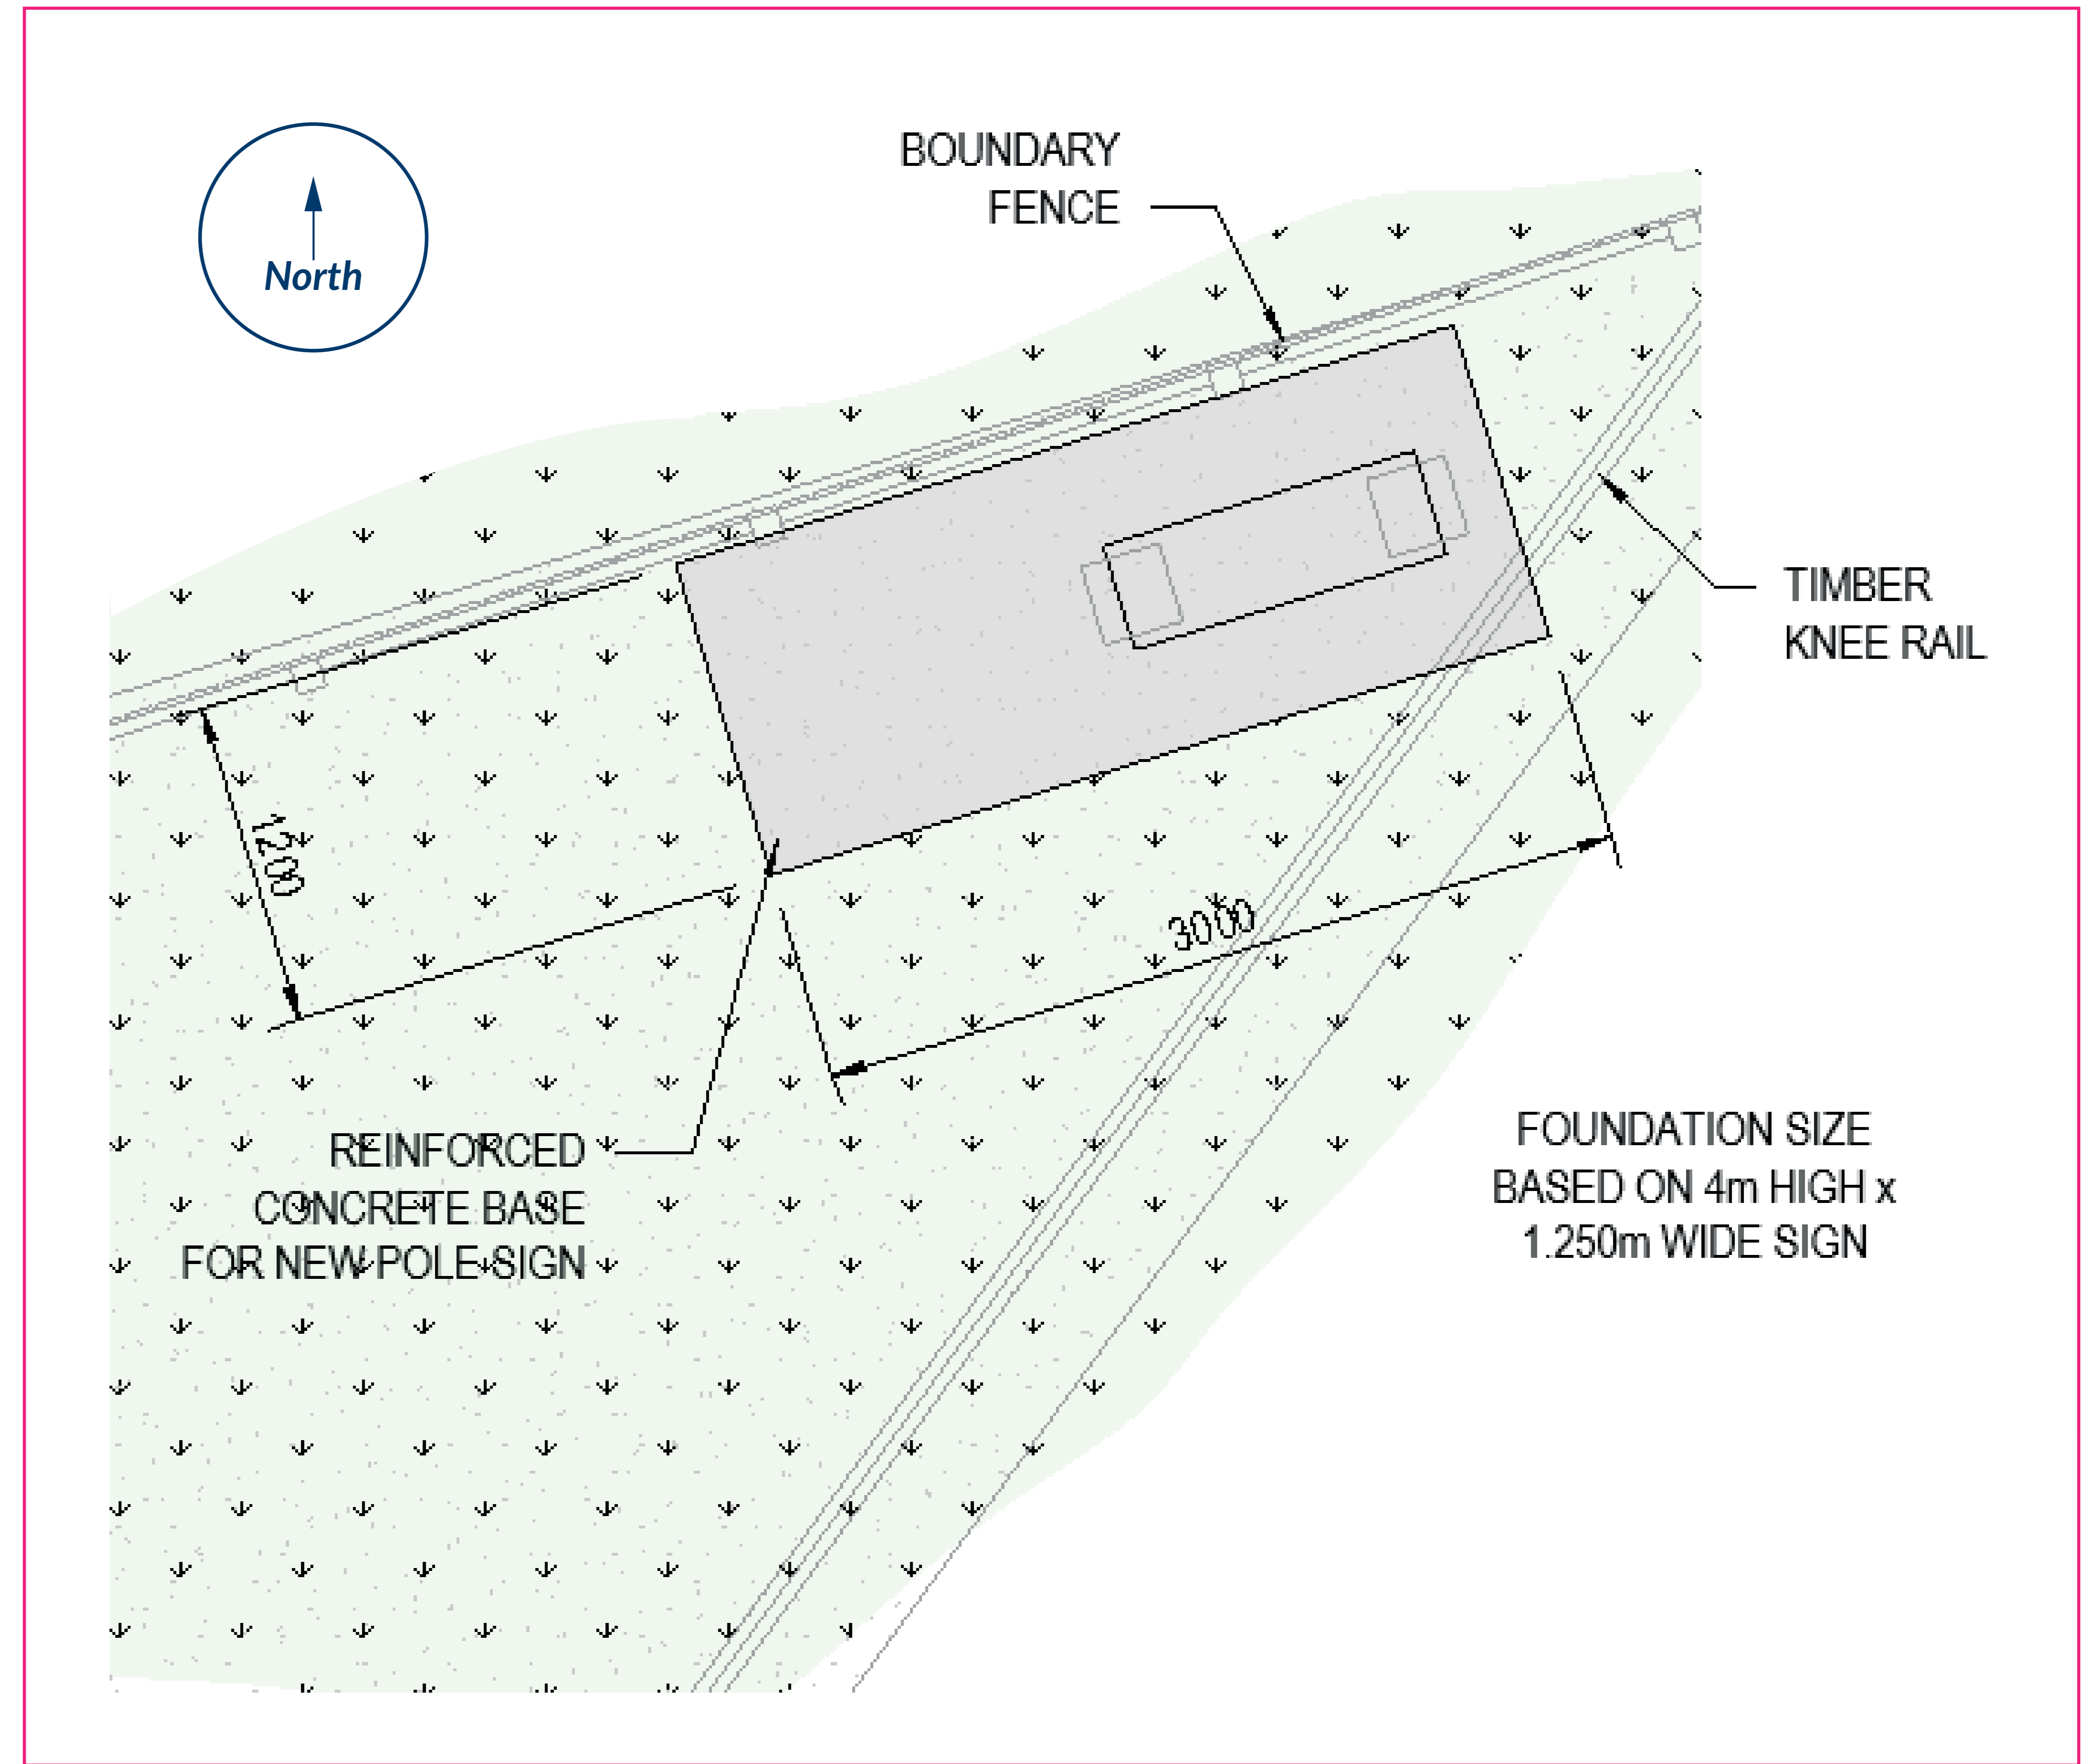 BOUNDARY
FENCE
North
TIMBER
KNEE RAIL
1200
3000
REINFORCED
CONCRETE BASE
FOR NEW POLE SIGN
FOUNDATION SIZE
BASED ON 4m HIGH x
1.250m WIDE SIGN